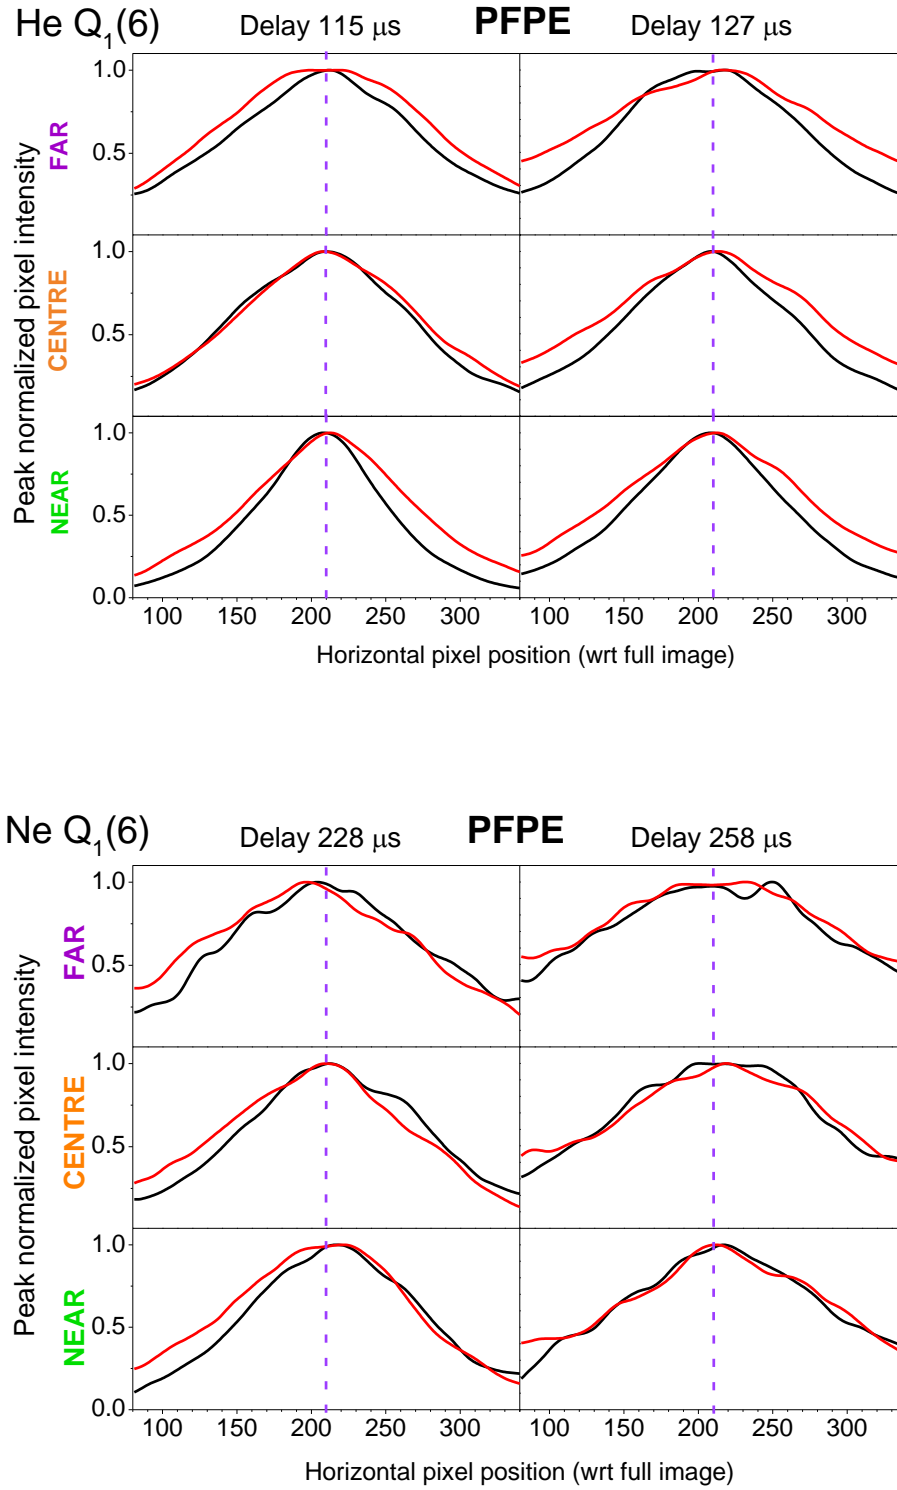 He Q1(6) Delay 115 μs PFPE Delay 127 μs
Peak normalized pixel intensity
FAR
1.0
0.5
CENTRE
1.0
0.5
NEAR
1.0
0.5
0.0
100 150 200 250 300 100 150 200 250 300
Horizontal pixel position (wrt full image)
Ne Q1(6) Delay 228 μs PFPE Delay 258 μs
Peak normalized pixel intensity
FAR
1.0
0.5
CENTRE
1.0
0.5
NEAR
1.0
0.5
0.0
100 150 200 250 300 100 150 200 250 300
Horizontal pixel position (wrt full image)